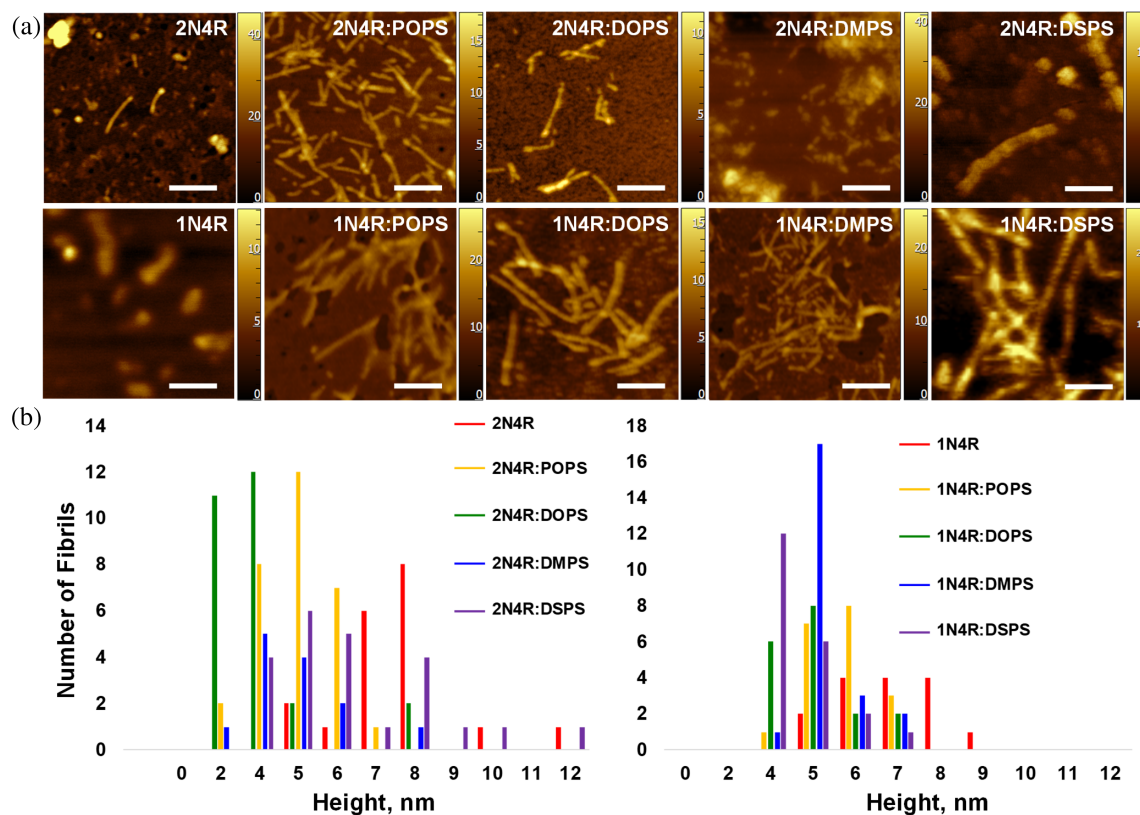 (a)
2N4R 2N4R:POPS 2N4R:DOPS 2N4R:DMPS 2N4R:DSPS
40 20 0
15 10 5 0
10 5 0
40 20 0
1N4R 1N4R:POPS 1N4R:DOPS 1N4R:DMPS 1N4R:DSPS
10 5 0
20 10 0
15 10 5 0
20 10 0
(b)
14
12
10
8
6
4
2
0
Number of Fibrils
2N4R
2N4R:POPS
2N4R:DOPS
2N4R:DMPS
2N4R:DSPS
0 2 4 5 6 7 8 9 10 11 12
Height, nm
18
16
14
12
10
8
6
4
2
0
1N4R
1N4R:POPS
1N4R:DOPS
1N4R:DMPS
1N4R:DSPS
0 2 4 5 6 7 8 9 10 11 12
Height, nm